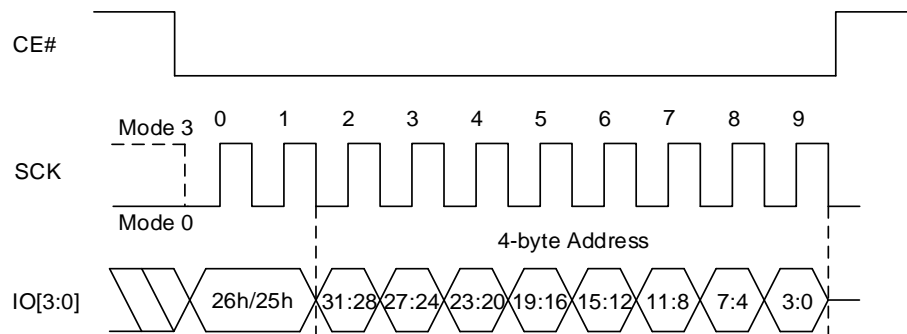 CE#
0 1 2 3 4 5 6 7 8 9
Mode 3
SCK
Mode 0
4-byte Address
IO[3:0] 26h/25h 31:28 27:24 23:20 19:16 15:12 11:8 7:4 3:0